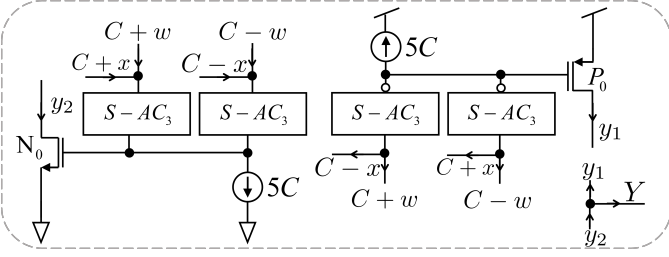 C + w
C − w
C + x
C − x
5C
S − AC₃
S − AC₃
S − AC₃
S − AC₃
P₀
y₂
N₀
y₁
5C
C − x
C + x
C + w
C − w
y₁
Y
y₂